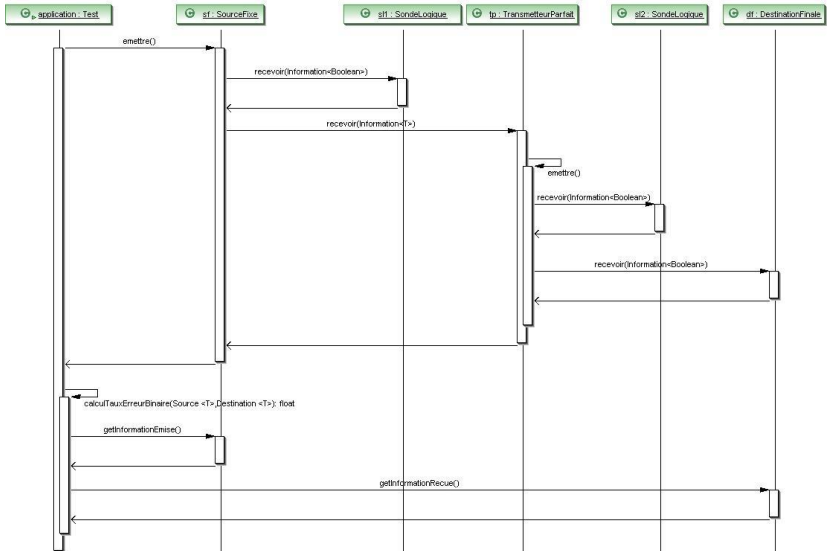 application : Test
sf : SourceFixe
sl1 : SondeLogique
tp : TransmetteurParfait
sl2 : SondeLogique
df : DestinationFinale
emettre()
recevoir(Information<Boolean>)
recevoir(Information<T>)
emettre()
recevoir(Information<Boolean>)
recevoir(Information<Boolean>)
calculTauxErreurBinaire(Source <T>,Destination <T>): float
getInformationEmise()
getInformationRecue()